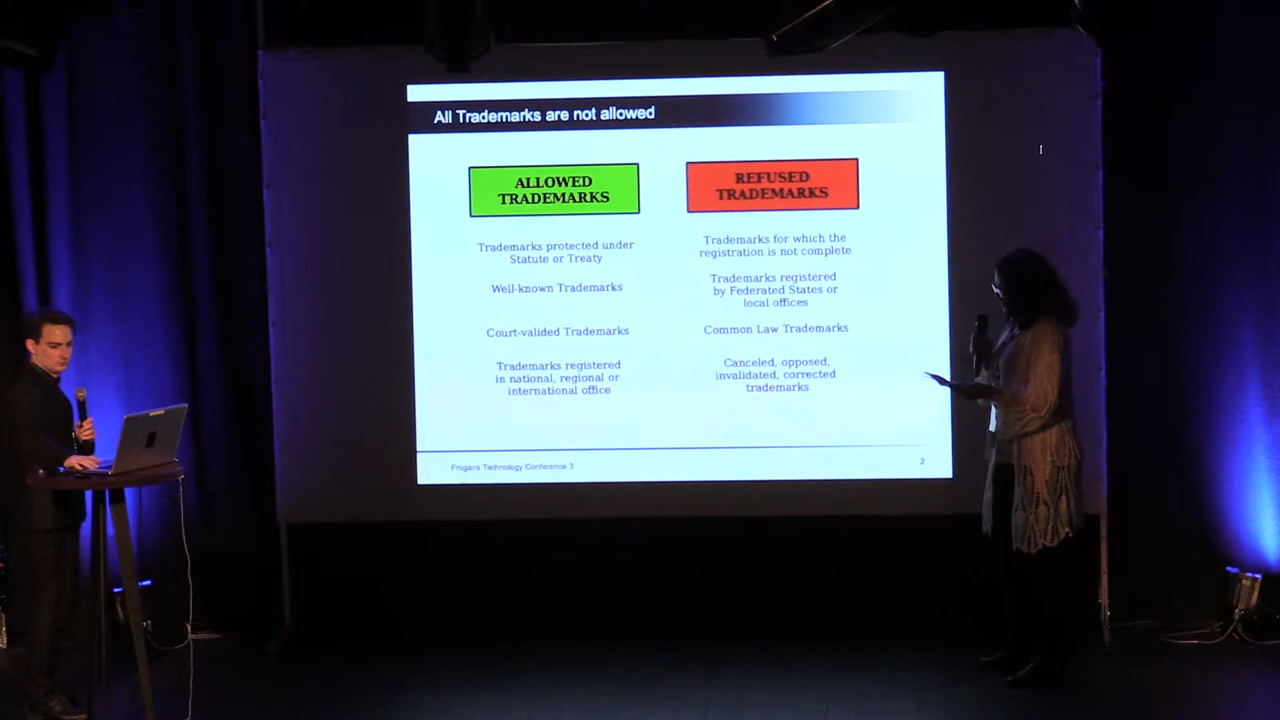 All Trademarks are not allowed
ALLOWED
TRADEMARKS
Trademarks protected under
Statute or Treaty
Well-known Trademarks
Court-valided Trademarks
Trademarks registered
in national, regional or
international office
REFUSED
TRADEMARKS
Trademarks for which the
registration is not complete
Trademarks registered
by Federated States or
local offices
Common Law Trademarks
Canceled, opposed,
invalidated, corrected
trademarks
Frogans Technology Conference 3
2